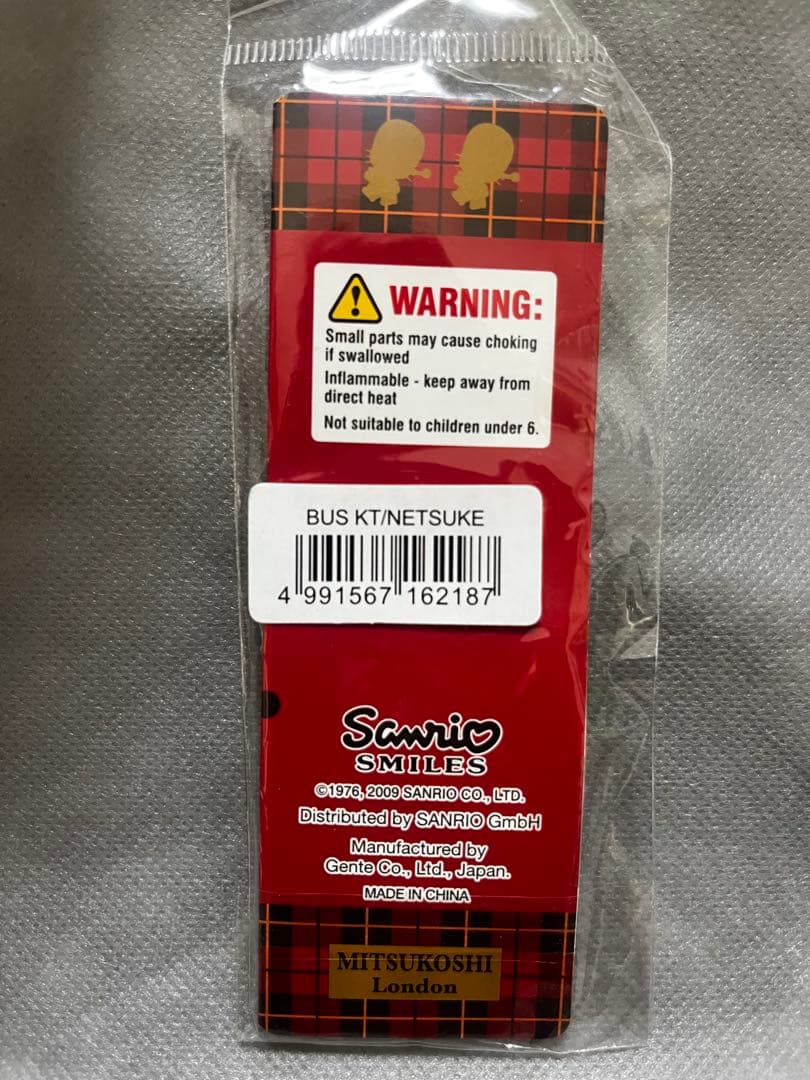 WARNING:
Small parts may cause choking
if swallowed
Inflammable - keep away from
direct heat
Not suitable to children under 6.
BUS KT/NETSUKE
4 991567 162187
Sanrio
SMILES
©1976, 2009 SANRIO CO., LTD.
Distributed by SANRIO GmbH
Manufactured by
Gente Co., Ltd., Japan.
MADE IN CHINA
MITSUKOSHI
London